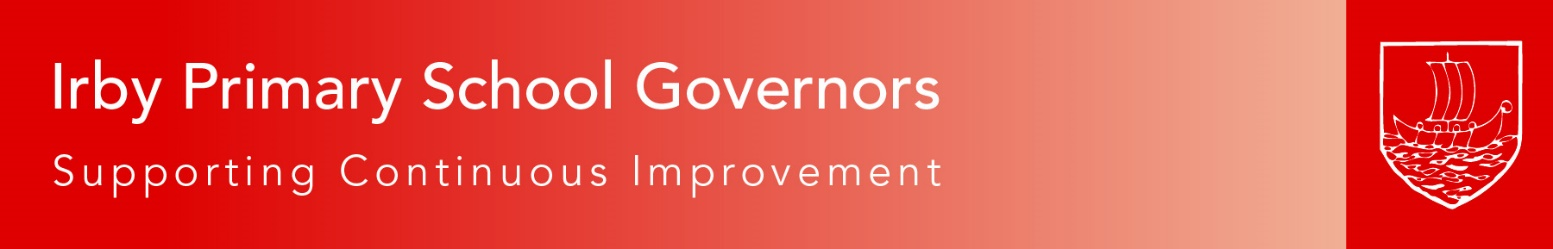 Irby Primary School Governors
Supporting Continuous Improvement